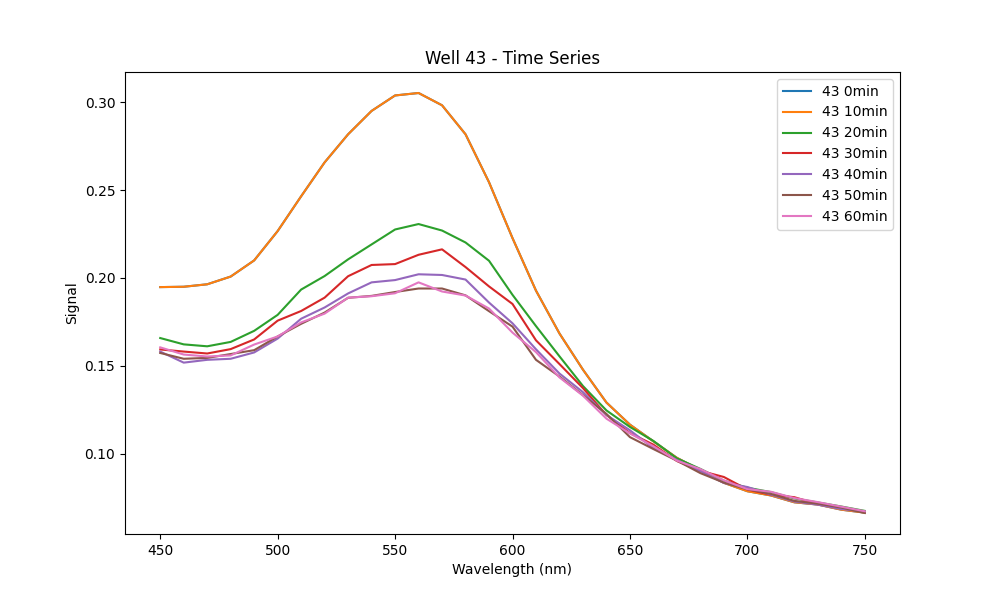 Well 43 - Time Series
43 0min
43 10min
43 20min
43 30min
43 40min
43 50min
43 60min
Signal
0.30
0.25
0.20
0.15
0.10
450 500 550 600 650 700 750
Wavelength (nm)